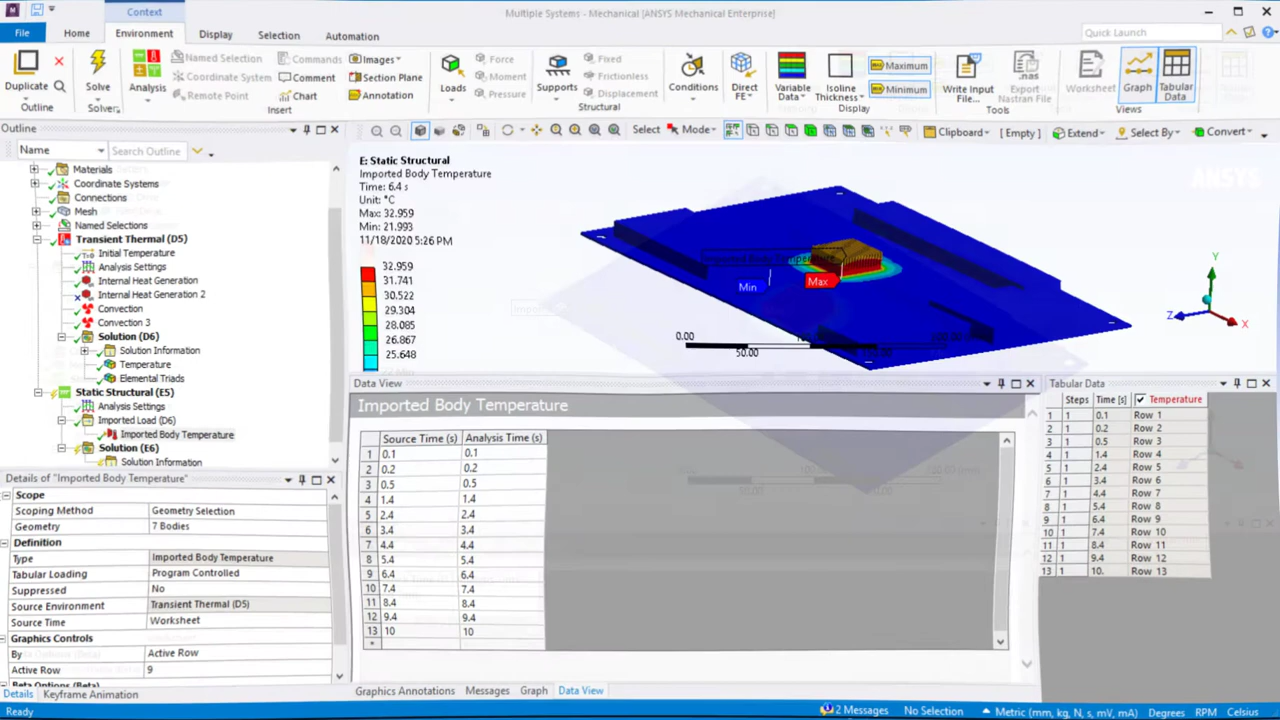 Context
Multiple Systems - Mechanical [ANSYS Mechanical Enterprise]
File Home Environment Display Selection Automation
Quick Launch
Duplicate
Outline
Solve
Solvers
Analysis
Named Selection
Coordinate System
Remote Point
Commands
Comment
Chart
Images
Section Plane
Annotation
Insert
Loads
Force
Moment
Pressure
Supports
Fixed
Frictionless
Displacement
Structural
Conditions
Direct
FE
Variable
Data
Isoline
Thickness
Maximum
Minimum
Display
Write Input
File...
Export
Nastran File
Tools
Worksheet
Graph
Tabular
Data
Views
Outline
Name
Search Outline
Select Mode
Clipboard [ Empty ] Extend Select By Convert
Materials
Coordinate Systems
Connections
Mesh
Named Selections
Transient Thermal (D5)
Initial Temperature
Analysis Settings
Internal Heat Generation
Internal Heat Generation 2
Convection
Convection 3
Solution (D6)
Solution Information
Temperature
Elemental Triads
Static Structural (E5)
Analysis Settings
Imported Load (D6)
Imported Body Temperature
Solution (E6)
Solution Information
E: Static Structural
Imported Body Temperature
Time: 6.4 s
Unit: °C
Max: 32.959
Min: 21.993
11/18/2020 5:26 PM
32.959
31.741
30.522
29.304
28.085
26.867
25.648
ANSYS
Imported Body Temperature
Min
Max
0.00
50.00
Y
Z
X
Details of "Imported Body Temperature"
Scope
Scoping Method Geometry Selection
Geometry 7 Bodies
Definition
Type Imported Body Temperature
Tabular Loading Program Controlled
Suppressed No
Source Environment Transient Thermal (D5)
Source Time Worksheet
Graphics Controls
By Active Row
Active Row 9
Details Keyframe Animation
Data View
Imported Body Temperature
Source Time (s) Analysis Time (s)
1 0.1 0.1
2 0.2 0.2
3 0.5 0.5
4 1.4 1.4
5 2.4 2.4
6 3.4 3.4
7 4.4 4.4
8 5.4 5.4
9 6.4 6.4
10 7.4 7.4
11 8.4 8.4
12 9.4 9.4
13 10 10
*
Graphics Annotations Messages Graph Data View
Tabular Data
Steps Time [s] Temperature
1 1 0.1 Row 1
2 1 0.2 Row 2
3 1 0.5 Row 3
4 1 1.4 Row 4
5 1 2.4 Row 5
6 1 3.4 Row 6
7 1 4.4 Row 7
8 1 5.4 Row 8
9 1 6.4 Row 9
10 1 7.4 Row 10
11 1 8.4 Row 11
12 1 9.4 Row 12
13 1 10. Row 13
Ready
2 Messages No Selection Metric (mm, kg, N, s, mV, mA) Degrees RPM Celsius